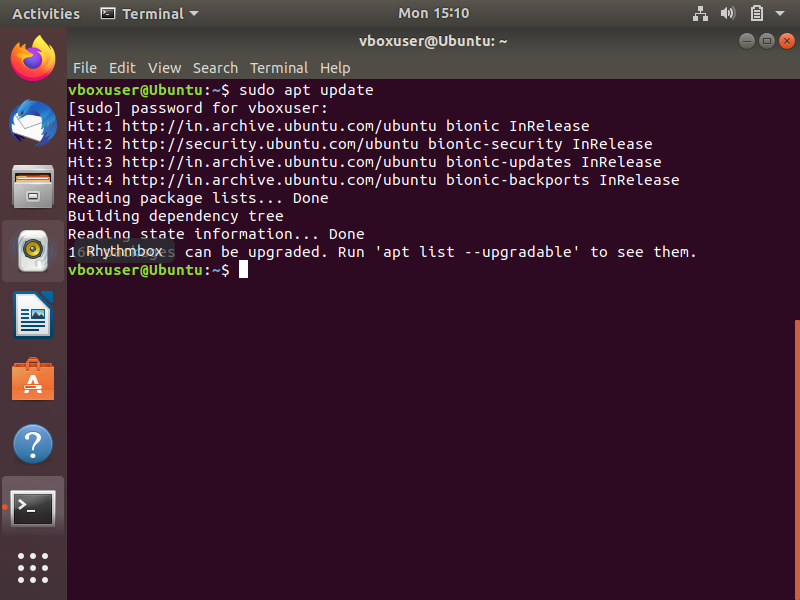 Activities Terminal Mon 15:10
vboxuser@Ubuntu: ~
File Edit View Search Terminal Help
vboxuser@Ubuntu:~$ sudo apt update
[sudo] password for vboxuser:
Hit:1 http://in.archive.ubuntu.com/ubuntu bionic InRelease
Hit:2 http://security.ubuntu.com/ubuntu bionic-security InRelease
Hit:3 http://in.archive.ubuntu.com/ubuntu bionic-updates InRelease
Hit:4 http://in.archive.ubuntu.com/ubuntu bionic-backports InRelease
Reading package lists... Done
Building dependency tree
Reading state information... Done
Rhythmbox
can be upgraded. Run 'apt list --upgradable' to see them.
vboxuser@Ubuntu:~$